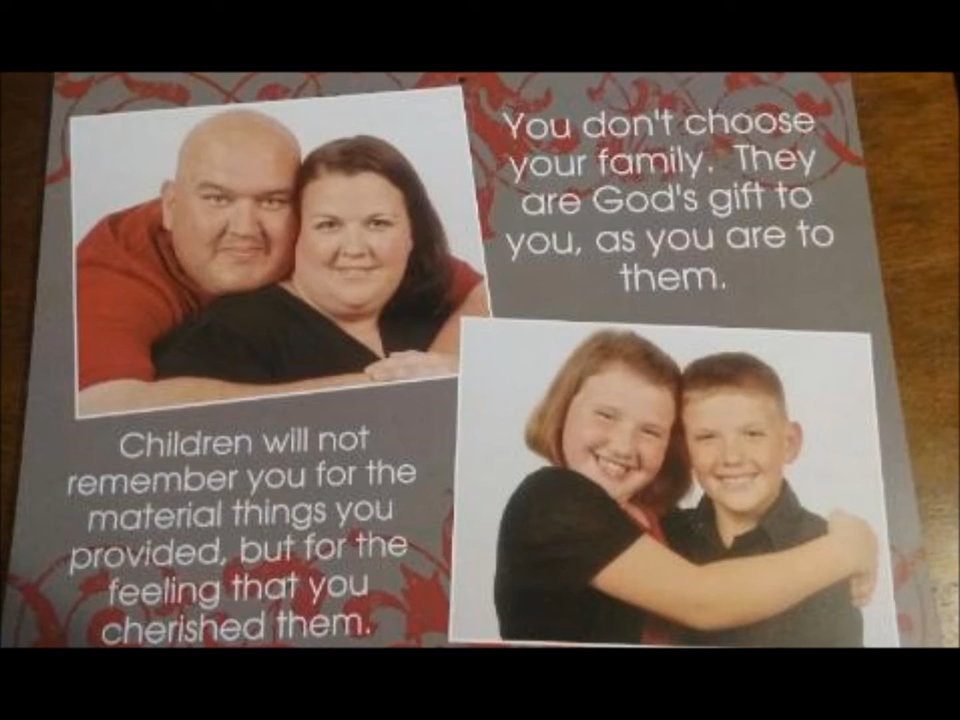 You don't choose
your family. They
are God's gift to
you, as you are to
them.
Children will not
remember you for the
material things you
provided, but for the
feeling that you
cherished them.